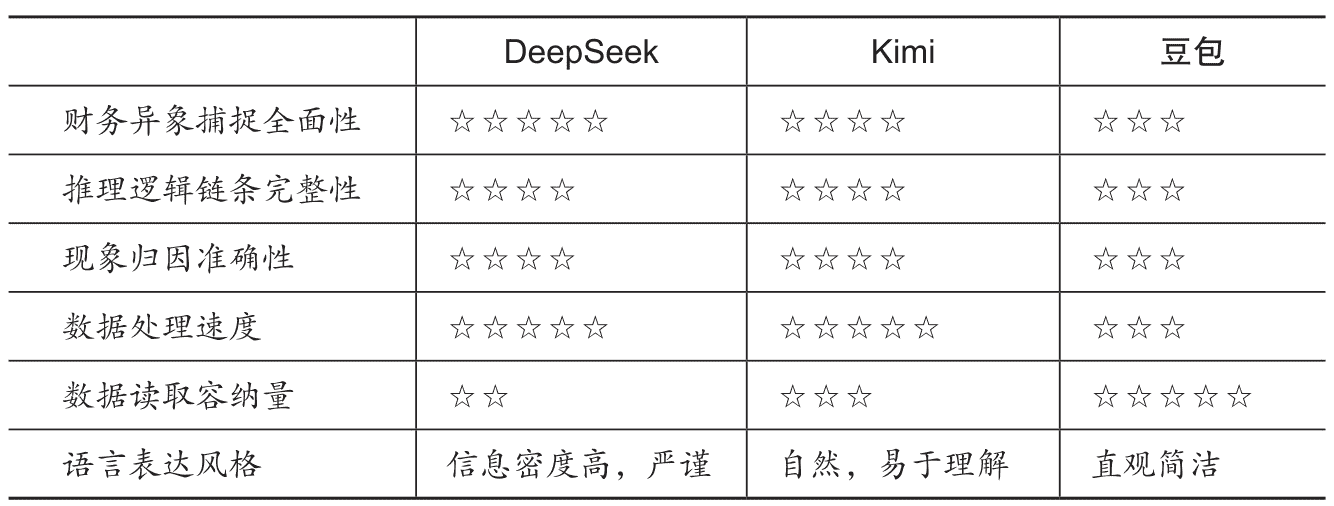 DeepSeek Kimi 豆包
财务异象捕捉全面性 ☆☆☆☆☆ ☆☆☆☆ ☆☆☆
推理逻辑链条完整性 ☆☆☆☆ ☆☆☆☆ ☆☆☆
现象归因准确性 ☆☆☆☆ ☆☆☆☆ ☆☆☆
数据处理速度 ☆☆☆☆☆ ☆☆☆☆☆ ☆☆☆
数据读取容纳量 ☆☆ ☆☆☆ ☆☆☆☆☆
语言表达风格 信息密度高，严谨 自然，易于理解 直观简洁